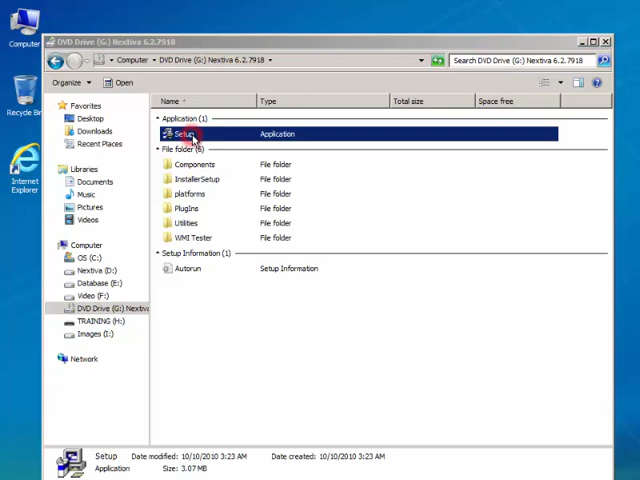 Computer
Recycle Bin
Internet
Explorer
DVD Drive (G:) Nextiva 6.2.7918
Computer
DVD Drive (G:) Nextiva 6.2.7918
Search DVD Drive (G:) Nextiva 6.2.7918
Organize
Open
Favorites
Desktop
Downloads
Recent Places
Libraries
Documents
Music
Pictures
Videos
Computer
OS (C:)
Nextiva (D:)
Database (E:)
Video (F:)
DVD Drive (G:) Nextiva
TRAINING (H:)
Images (I:)
Network
Name Type Total size Space free
Application (1)
Setup Application
File folder (6)
Components File folder
InstallerSetup File folder
platforms File folder
PlugIns File folder
Utilities File folder
WMI Tester File folder
Setup Information (1)
Autorun Setup Information
Setup Date modified: 10/10/2010 3:23 AM Date created: 10/10/2010 3:23 AM
Application Size: 3.07 MB